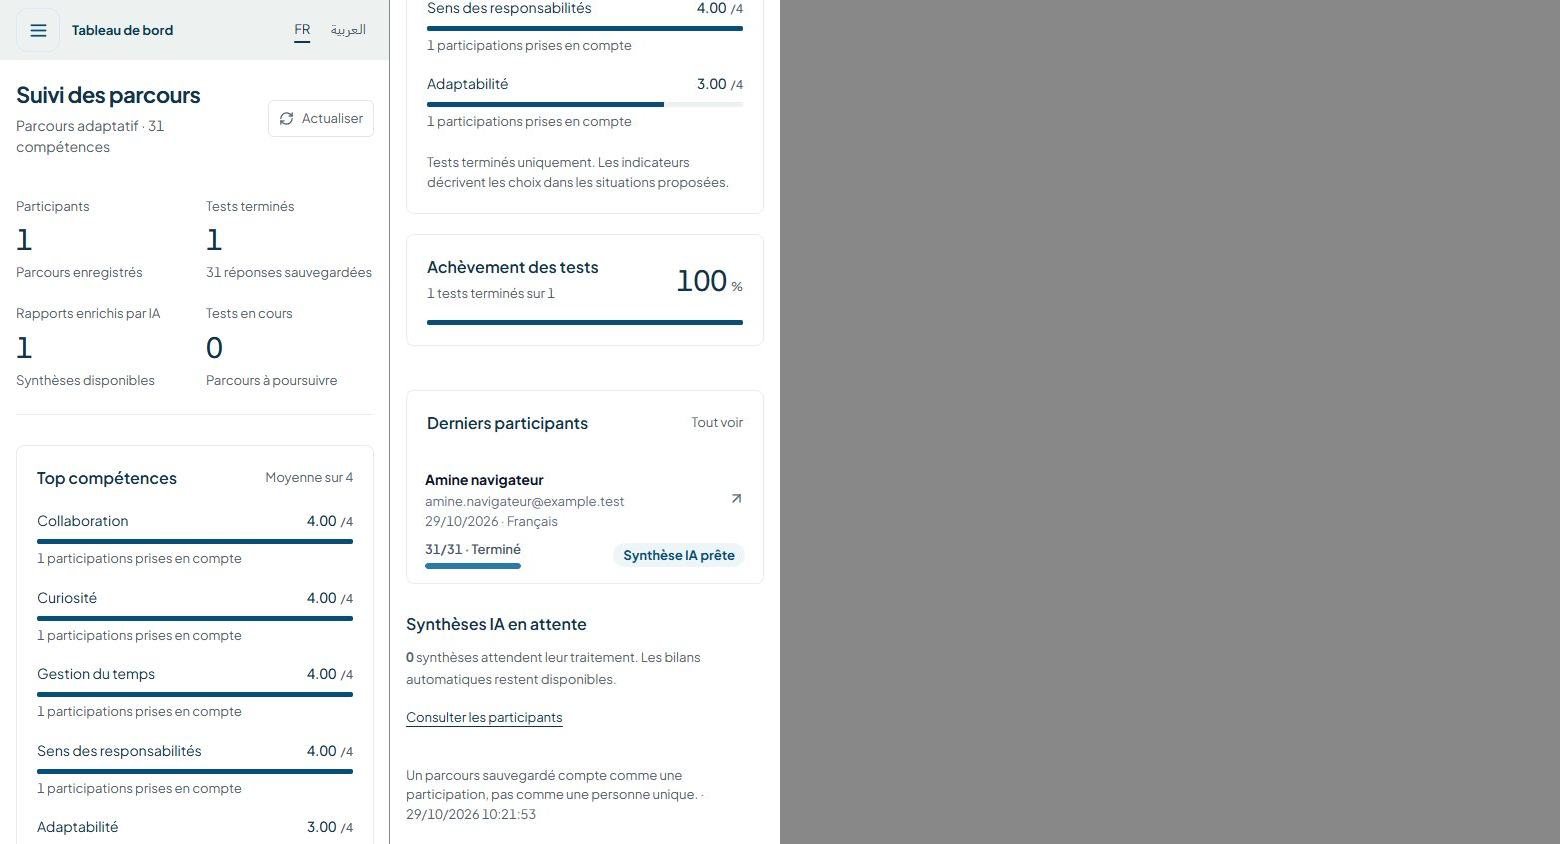 Tableau de bord
FR
العربية
Suivi des parcours
Parcours adaptatif · 31
compétences
Actualiser
Participants
1
Parcours enregistrés
Tests terminés
1
31 réponses sauvegardées
Rapports enrichis par IA
1
Synthèses disponibles
Tests en cours
0
Parcours à poursuivre
Top compétences
Moyenne sur 4
Collaboration
4.00 /4
1 participations prises en compte
Curiosité
4.00 /4
1 participations prises en compte
Gestion du temps
4.00 /4
1 participations prises en compte
Sens des responsabilités
4.00 /4
1 participations prises en compte
Adaptabilité
3.00 /4
Sens des responsabilités
4.00 /4
1 participations prises en compte
Adaptabilité
3.00 /4
1 participations prises en compte
Tests terminés uniquement. Les indicateurs
décrivent les choix dans les situations proposées.
Achèvement des tests
1 tests terminés sur 1
100 %
Derniers participants
Tout voir
Amine navigateur
amine.navigateur@example.test
29/10/2026 · Français
31/31 · Terminé
Synthèse IA prête
Synthèses IA en attente
0 synthèses attendent leur traitement. Les bilans
automatiques restent disponibles.
Consulter les participants
Un parcours sauvegardé compte comme une
participation, pas comme une personne unique. ·
29/10/2026 10:21:53